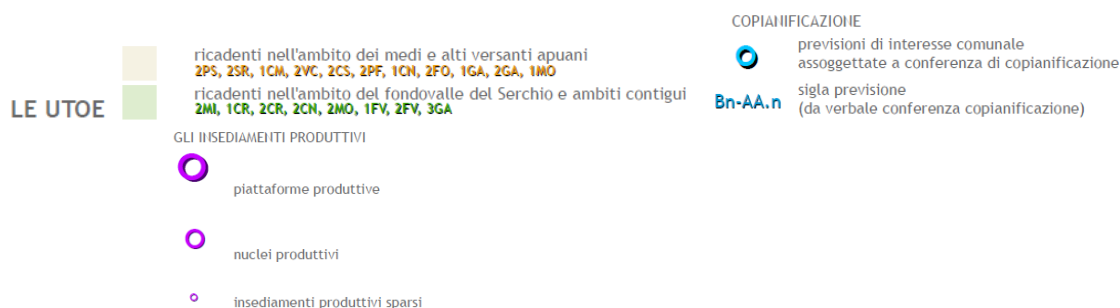 LE UTOE
ricadenti nell'ambito dei medi e alti versanti apuani
2PS, 2SR, 1CM, 2VC, 2CS, 2PF, 1CN, 2FO, 1GA, 2GA, 1MO
ricadenti nell'ambito del fondovalle del Serchio e ambiti contigui
2MI, 1CR, 2CR, 2CN, 2MO, 1FV, 2FV, 3GA
GLI INSEDIAMENTI PRODUTTIVI
piattaforme produttive
nuclei produttivi
insediamenti produttivi sparsi
COPIANIFICAZIONE
previsioni di interesse comunale
assoggettate a conferenza di copianificazione
Bn-AA.n
sigla previsione
(da verbale conferenza copianificazione)